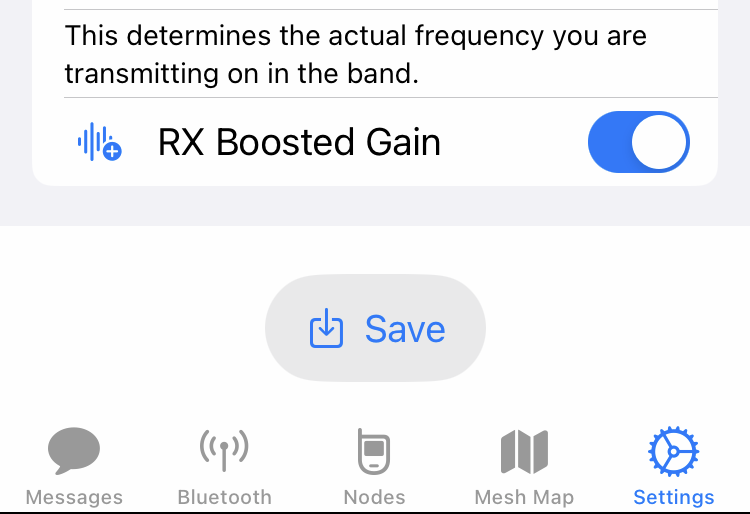 This determines the actual frequency you are
transmitting on in the band.
RX Boosted Gain
Save
Messages
Bluetooth
Nodes
Mesh Map
Settings